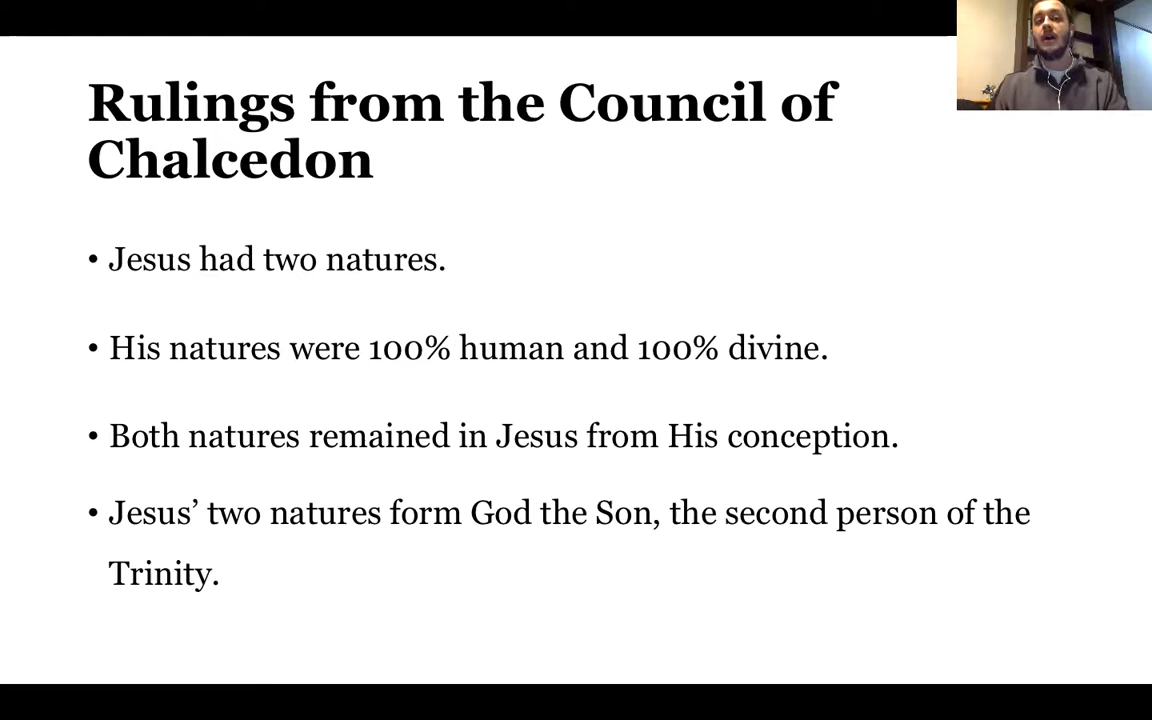 Rulings from the Council of
Chalcedon
• Jesus had two natures.
• His natures were 100% human and 100% divine.
• Both natures remained in Jesus from His conception.
• Jesus’ two natures form God the Son, the second person of the
Trinity.